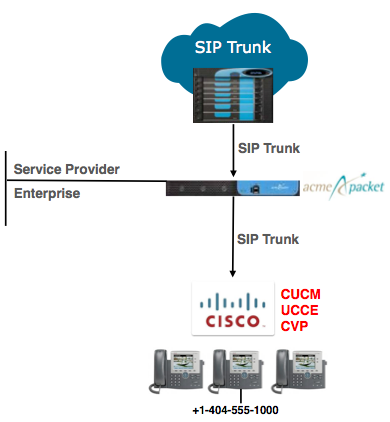 SIP Trunk
SIP Trunk
Service Provider
Enterprise
acme packet
SIP Trunk
CISCO
CUCM
UCCE
CVP
+1-404-555-1000